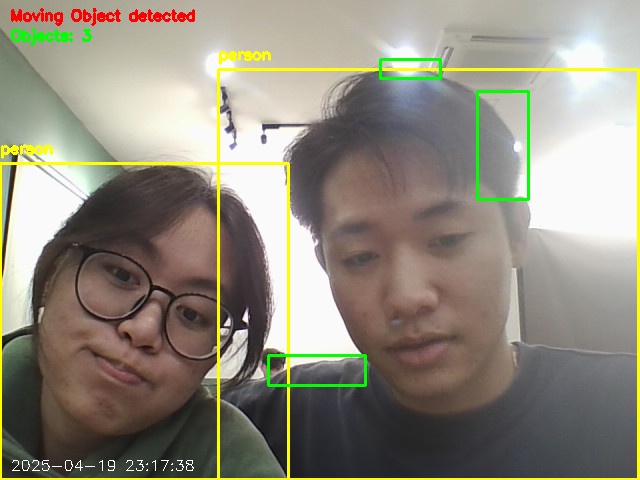 Moving Object detected
Objects: 3
person
person
2025-04-19 23:17:38